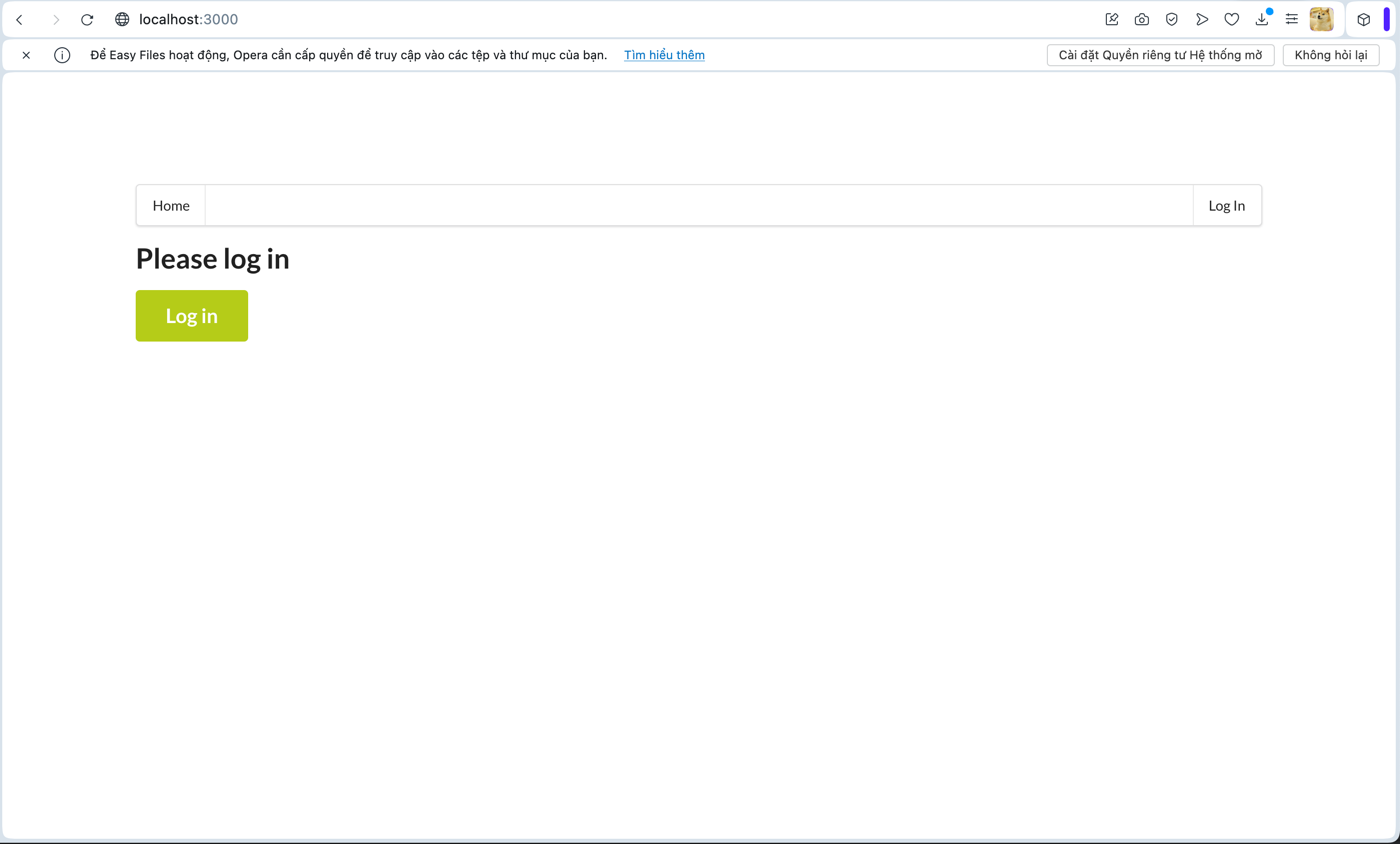 localhost:3000
Để Easy Files hoạt động, Opera cần cấp quyền để truy cập vào các tệp và thư mục của bạn. Tìm hiểu thêm Cài đặt Quyền riêng tư Hệ thống mở Không hỏi lại
Home Log In
Please log in
Log in